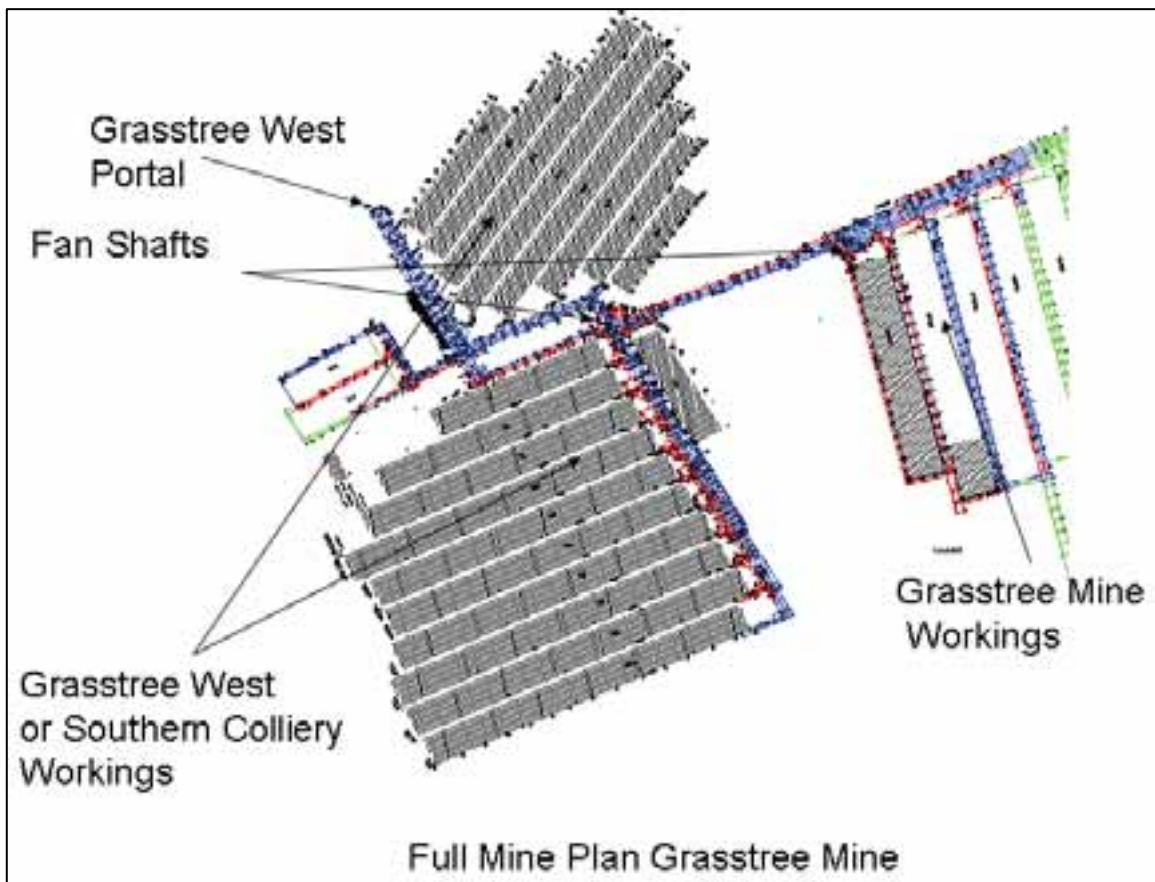 Grasstree West
Portal
Fan Shafts
Grasstree Mine
Workings
Grasstree West
or Southern Colliery
Workings
Full Mine Plan Grasstree Mine